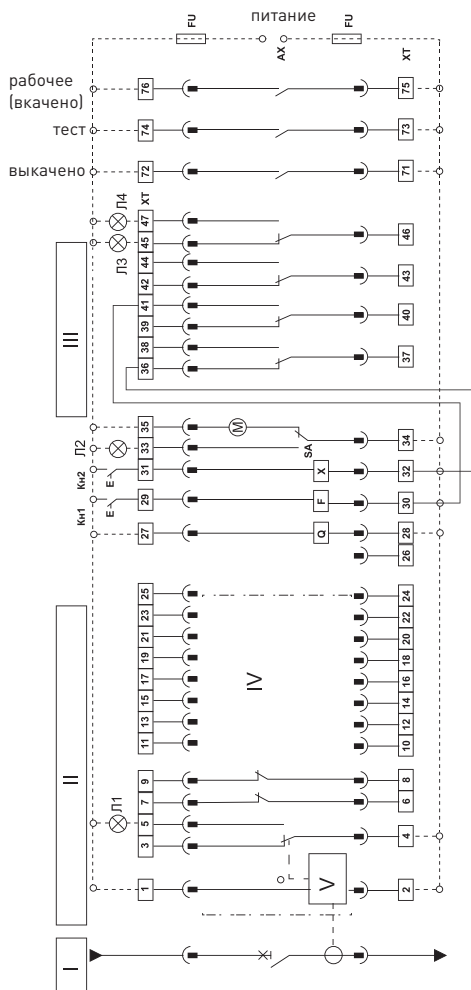 FU питание FU
AX
рабочее (вкачено) 76 75
тест 74 73
выкачено 72 71
XT XT
Л4 47
Л3 45 46
44
42 43
41
39 40
38
36 37
III
35
Л2 33 M SA 34
Кн2 E 31 X 32
Кн1 E 29 F 30
27 Q 28
26
25 24
23 22
21 20
19 18
17 16
15 14
13 12
11 10
IV
II
9 8
7 6
Л1 5
3 4
1 V 2
I